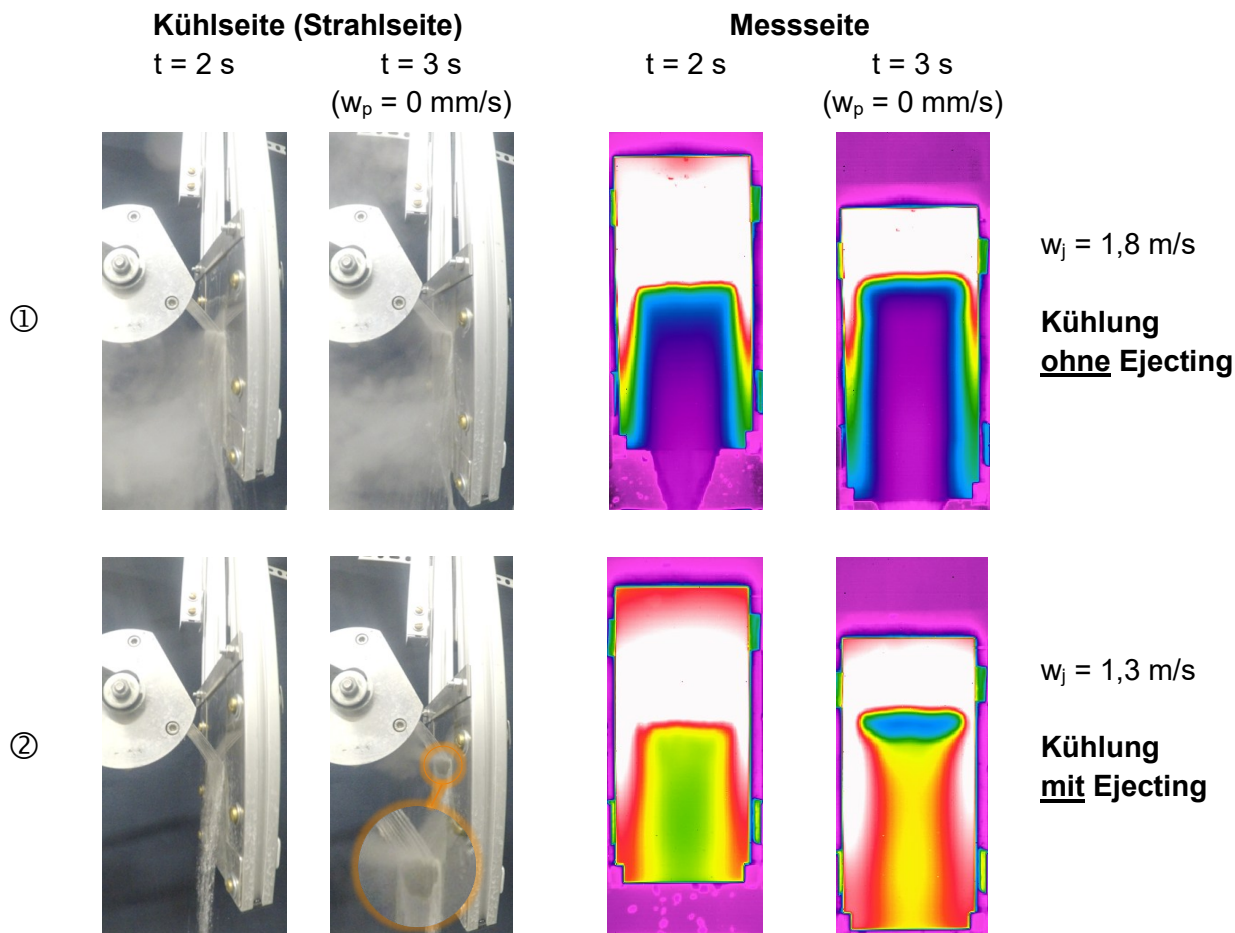 Kühlseite (Strahlseite)
Messseite
t = 2 s
t = 3 s
t = 2 s
t = 3 s
(wₚ = 0 mm/s)
(wₚ = 0 mm/s)
①
wⱼ = 1,8 m/s
Kühlung
ohne Ejecting
②
wⱼ = 1,3 m/s
Kühlung
mit Ejecting